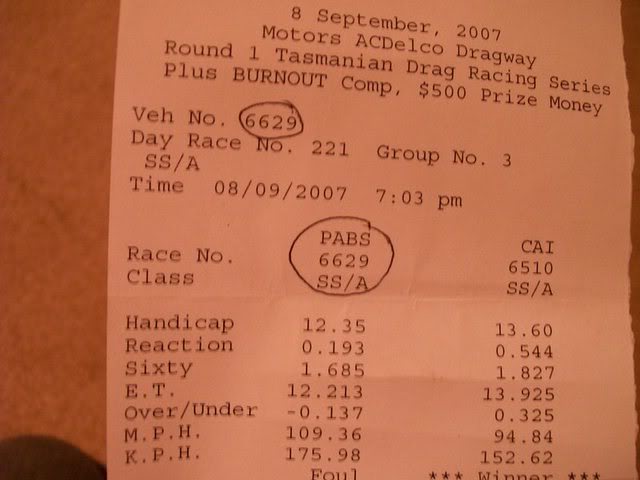 8 September, 2007
Motors ACDelco Dragway
Round 1 Tasmanian Drag Racing Series
Plus BURNOUT Comp, $500 Prize Money
Veh No. 6629
Day Race No. 221 Group No. 3
SS/A
Time 08/09/2007 7:03 pm
PABS CAI
Race No. 6629 6510
Class SS/A SS/A
Handicap 12.35 13.60
Reaction 0.193 0.544
Sixty 1.685 1.827
E.T. 12.213 13.925
Over/Under -0.137 0.325
M.P.H. 109.36 94.84
K.P.H. 175.98 152.62
Foul *** Winner ***